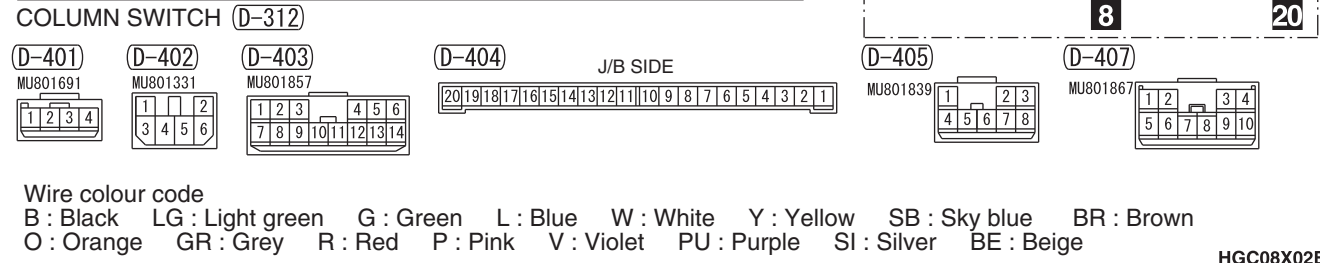 COLUMN SWITCH (D-312)
8 20
D-401 D-402 D-403 D-404 J/B SIDE D-405 D-407
MU801691 MU801331 MU801857 MU801839 MU801867
1 2 3 4
1 2
3 4 5 6
1 2 3 4 5 6
7 8 9 10 11 12 13 14
20 19 18 17 16 15 14 13 12 11 10 9 8 7 6 5 4 3 2 1
1 2 3
4 5 6 7 8
1 2 3 4
5 6 7 8 9 10
Wire colour code
B : Black LG : Light green G : Green L : Blue W : White Y : Yellow SB : Sky blue BR : Brown
O : Orange GR : Grey R : Red P : Pink V : Violet PU : Purple SI : Silver BE : Beige